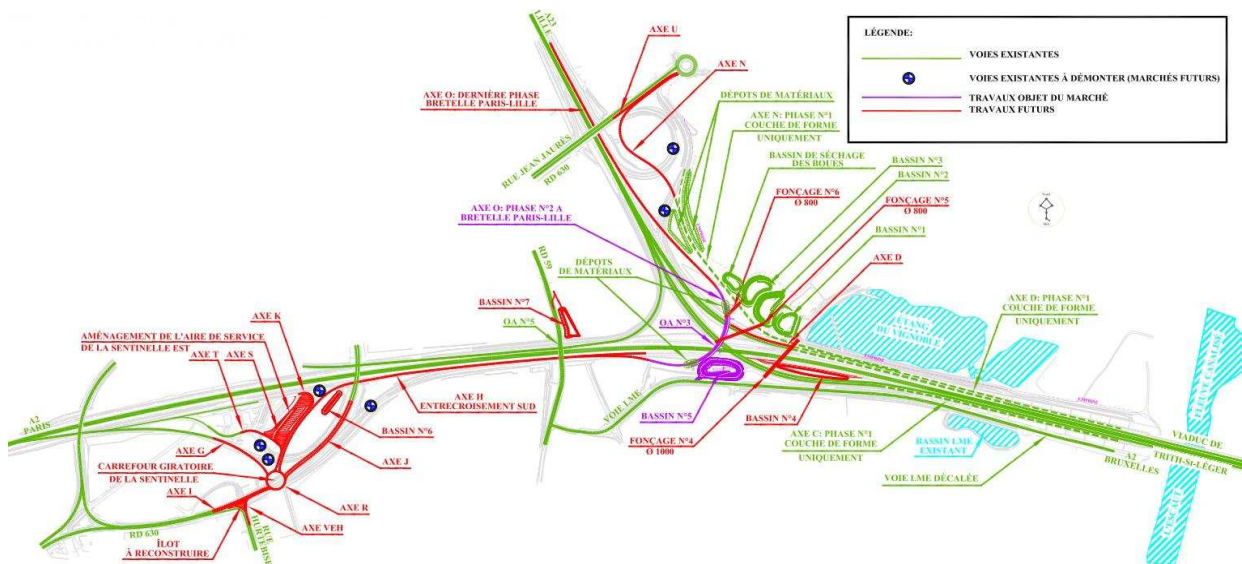 LÉGENDE:
VOIES EXISTANTES
VOIES EXISTANTES À DÉMONTER (MARCHÉS FUTURS)
TRAVAUX OBJET DU MARCHÉ
TRAVAUX FUTURS
A23
LILLE
AXE U
AXE N
AXE O: DERNIÈRE PHASE
BRETELLE PARIS-LILLE
DÉPOTS DE MATÉRIAUX
AXE N: PHASE N°1
COUCHE DE FORME
UNIQUEMENT
RUE JEAN JAURÈS
RD 630
BASSIN DE SÉCHAGE
DES BOUES
BASSIN N°3
BASSIN N°2
FONÇAGE N°6
Ø 800
FONÇAGE N°5
Ø 800
AXE O: PHASE N°2 A
BRETELLE PARIS-LILLE
BASSIN N°1
AXE D
RD 59
DÉPOTS
DE MATÉRIAUX
AXE D: PHASE N°1
COUCHE DE FORME
UNIQUEMENT
ÉTANG
DU VIGNOBLE
BASSIN N°7
AXE K
OA N°5
OA N°3
AMÉNAGEMENT DE L'AIRE DE SERVICE
DE LA SENTINELLE EST
AXE T
AXE S
AXE H
ENTRECROISEMENT SUD
VOIE LME
BASSIN N°5
BASSIN N°4
A2
PARIS
BASSIN N°6
FONÇAGE N°4
Ø 1000
AXE C: PHASE N°1
COUCHE DE FORME
UNIQUEMENT
BASSIN LME
EXISTANT
VIADUC DE
TRITH-St-LÉGER
A2
BRUXELLES
VOIE LME DÉCALÉE
L'ESCAUT
AXE G
AXE J
CARREFOUR GIRATOIRE
DE LA SENTINELLE
AXE I
AXE R
AXE VEH
RD 630
RUE
HURTEBISE
ÎLOT
À RECONSTRUIRE